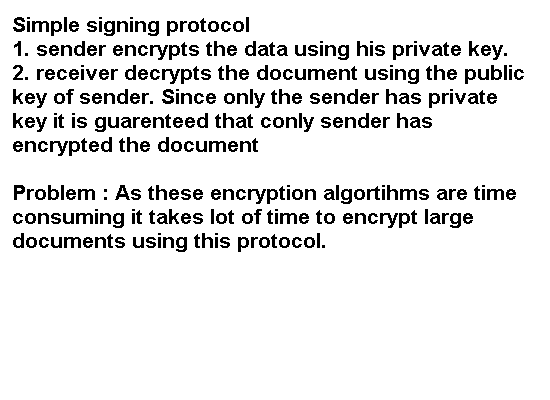 Simple signing protocol
1. sender encrypts the data using his private key.
2. receiver decrypts the document using the public
key of sender. Since only the sender has private
key it is guarenteed that conly sender has
encrypted the document
Problem : As these encryption algortihms are time
consuming it takes lot of time to encrypt large
documents using this protocol.